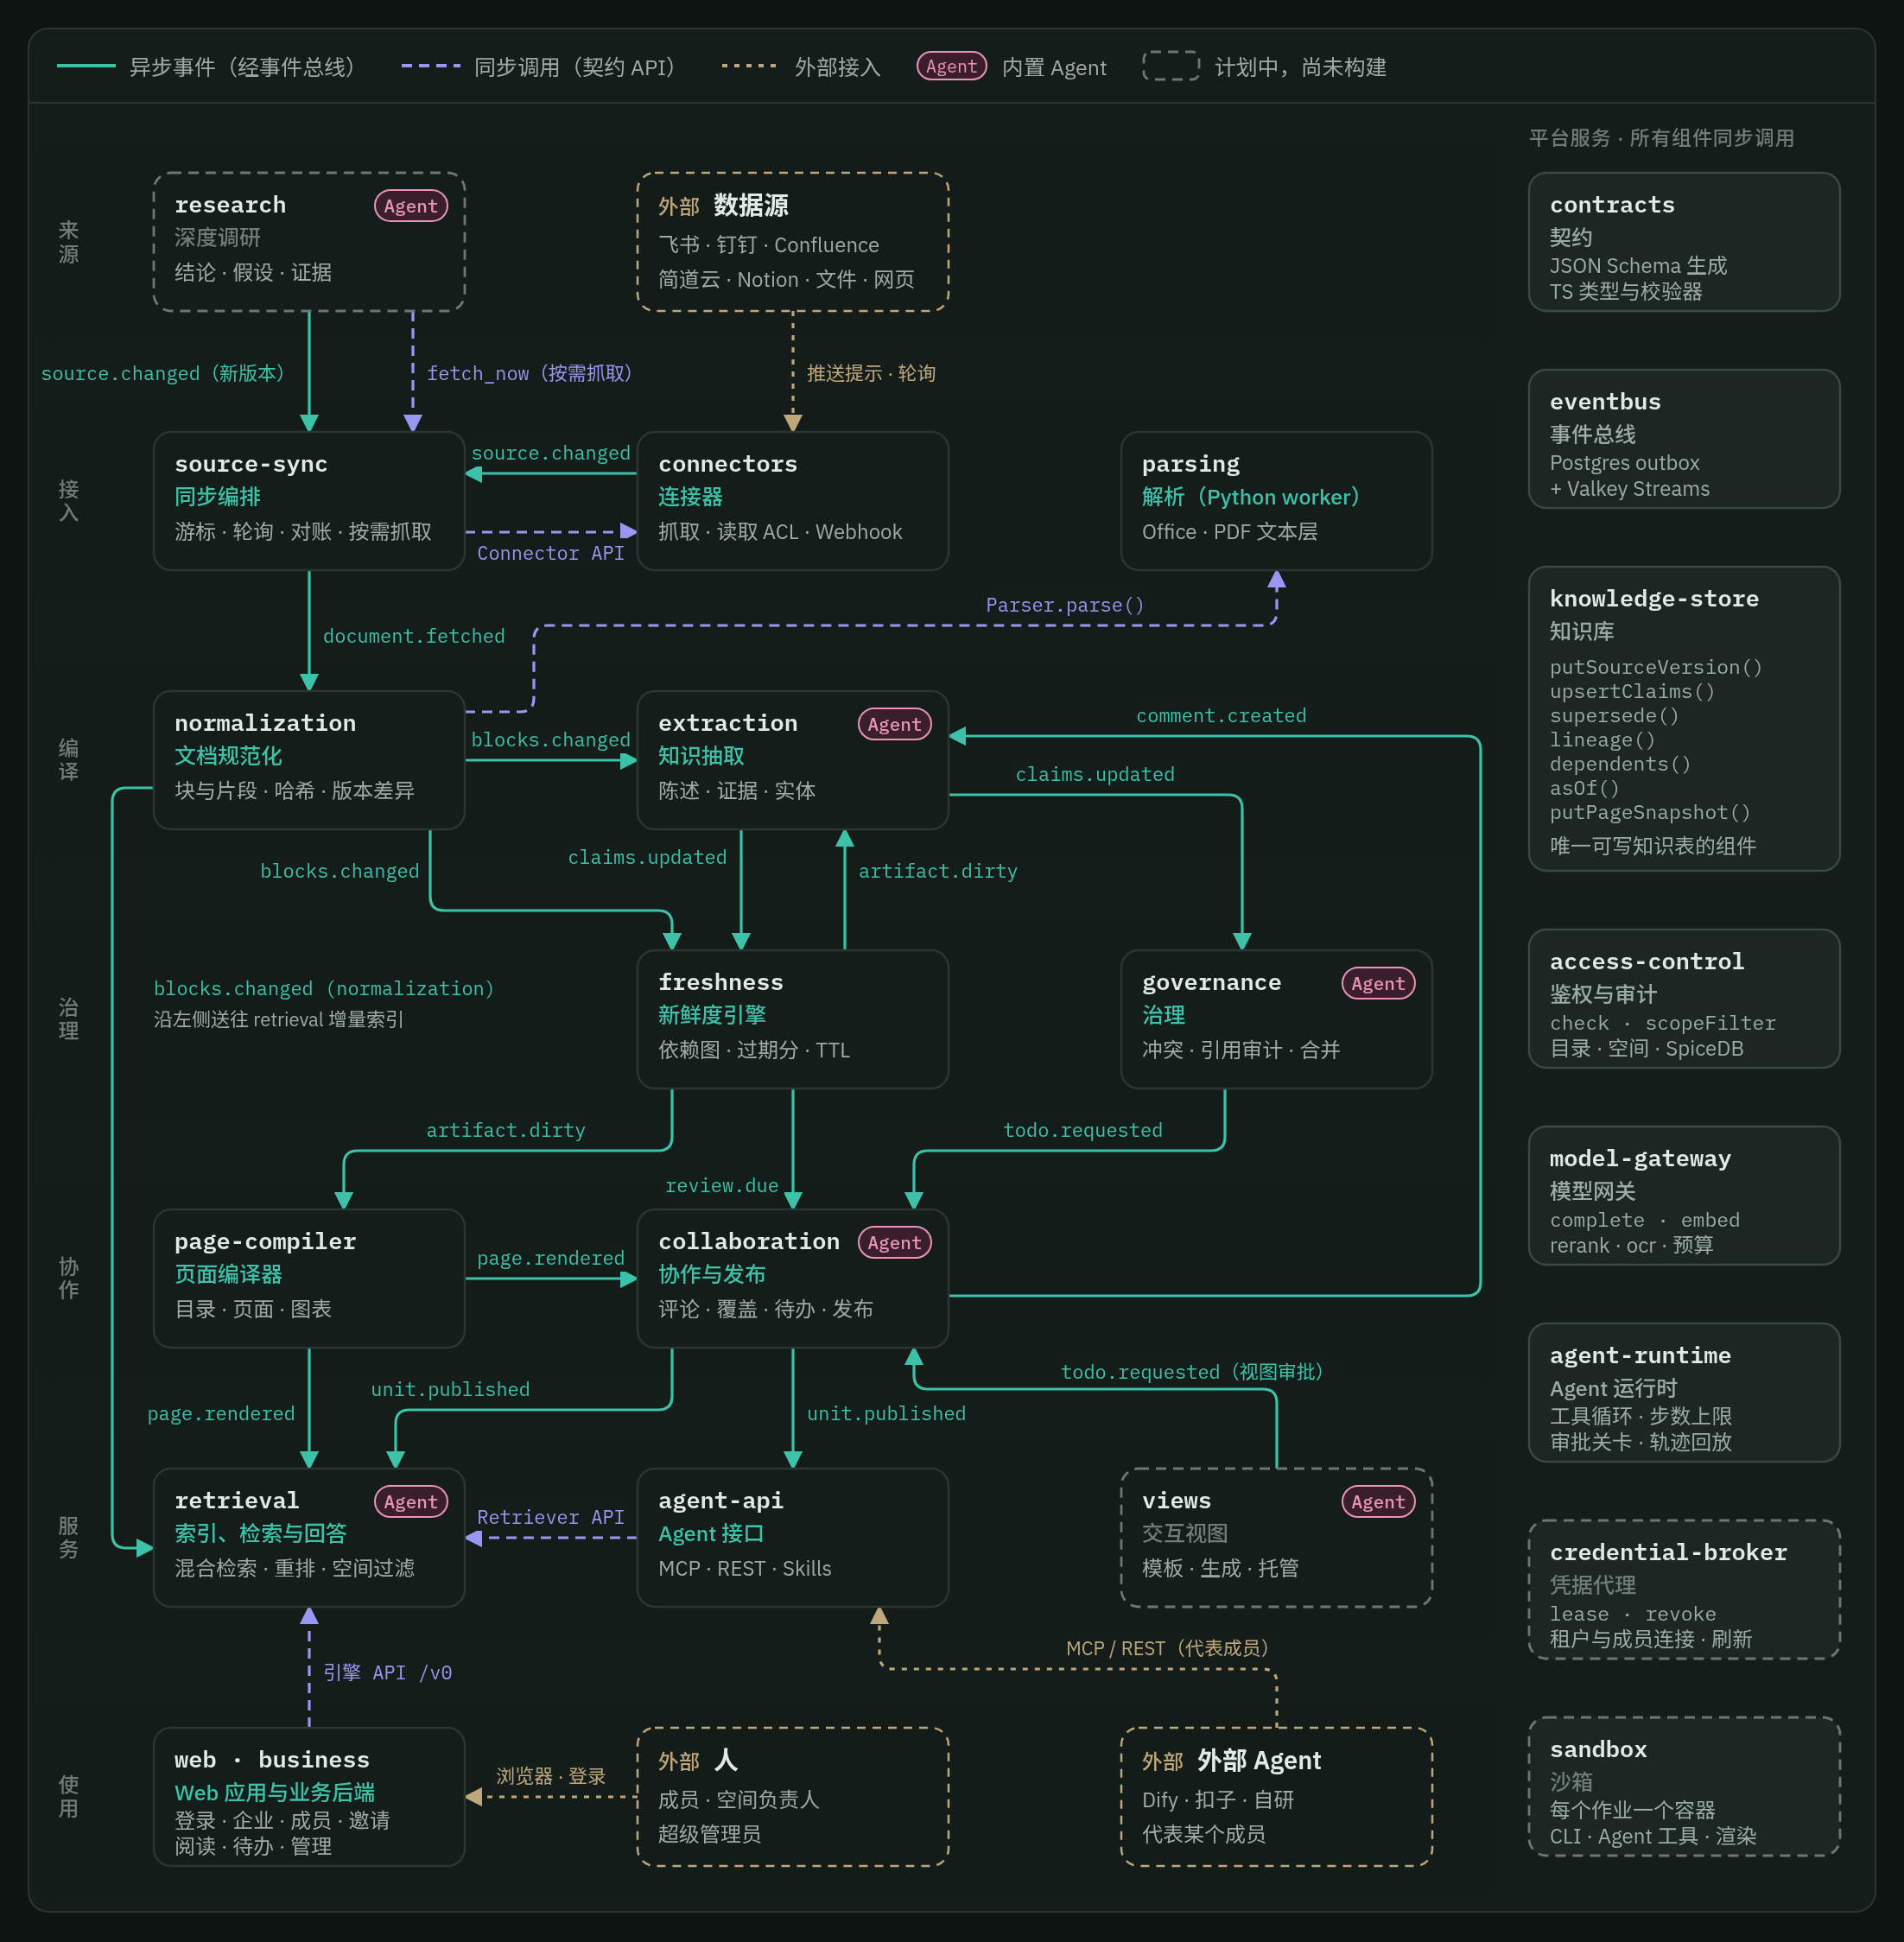 异步事件（经事件总线）
同步调用（契约 API）
外部接入
Agent 内置 Agent
计划中，尚未构建
平台服务 · 所有组件同步调用
来源
research Agent
深度调研
结论 · 假设 · 证据
外部 数据源
飞书 · 钉钉 · Confluence
简道云 · Notion · 文件 · 网页
source.changed（新版本）
fetch_now（按需抓取）
推送提示 · 轮询
接入
source-sync
同步编排
游标 · 轮询 · 对账 · 按需抓取
source.changed
Connector API
connectors
连接器
抓取 · 读取 ACL · Webhook
parsing
解析（Python worker）
Office · PDF 文本层
document.fetched
Parser.parse()
编译
normalization
文档规范化
块与片段 · 哈希 · 版本差异
blocks.changed
extraction Agent
知识抽取
陈述 · 证据 · 实体
comment.created
claims.updated
blocks.changed
claims.updated
artifact.dirty
治理
blocks.changed (normalization)
沿左侧送往 retrieval 增量索引
freshness
新鲜度引擎
依赖图 · 过期分 · TTL
governance Agent
治理
冲突 · 引用审计 · 合并
artifact.dirty
review.due
todo.requested
协作
page-compiler
页面编译器
目录 · 页面 · 图表
page.rendered
collaboration Agent
协作与发布
评论 · 覆盖 · 待办 · 发布
page.rendered
unit.published
unit.published
todo.requested（视图审批）
服务
retrieval Agent
索引、检索与回答
混合检索 · 重排 · 空间过滤
Retriever API
agent-api
Agent 接口
MCP · REST · Skills
views Agent
交互视图
模板 · 生成 · 托管
引擎 API /v0
MCP / REST（代表成员）
使用
web · business
Web 应用与业务后端
登录 · 企业 · 成员 · 邀请
阅读 · 待办 · 管理
浏览器 · 登录
外部 人
成员 · 空间负责人
超级管理员
外部 外部 Agent
Dify · 扣子 · 自研
代表某个成员
contracts
契约
JSON Schema 生成
TS 类型与校验器
eventbus
事件总线
Postgres outbox
+ Valkey Streams
knowledge-store
知识库
putSourceVersion()
upsertClaims()
supersede()
lineage()
dependents()
asOf()
putPageSnapshot()
唯一可写知识表的组件
access-control
鉴权与审计
check · scopeFilter
目录 · 空间 · SpiceDB
model-gateway
模型网关
complete · embed
rerank · ocr · 预算
agent-runtime
Agent 运行时
工具循环 · 步数上限
审批关卡 · 轨迹回放
credential-broker
凭据代理
lease · revoke
租户与成员连接 · 刷新
sandbox
沙箱
每个作业一个容器
CLI · Agent 工具 · 渲染